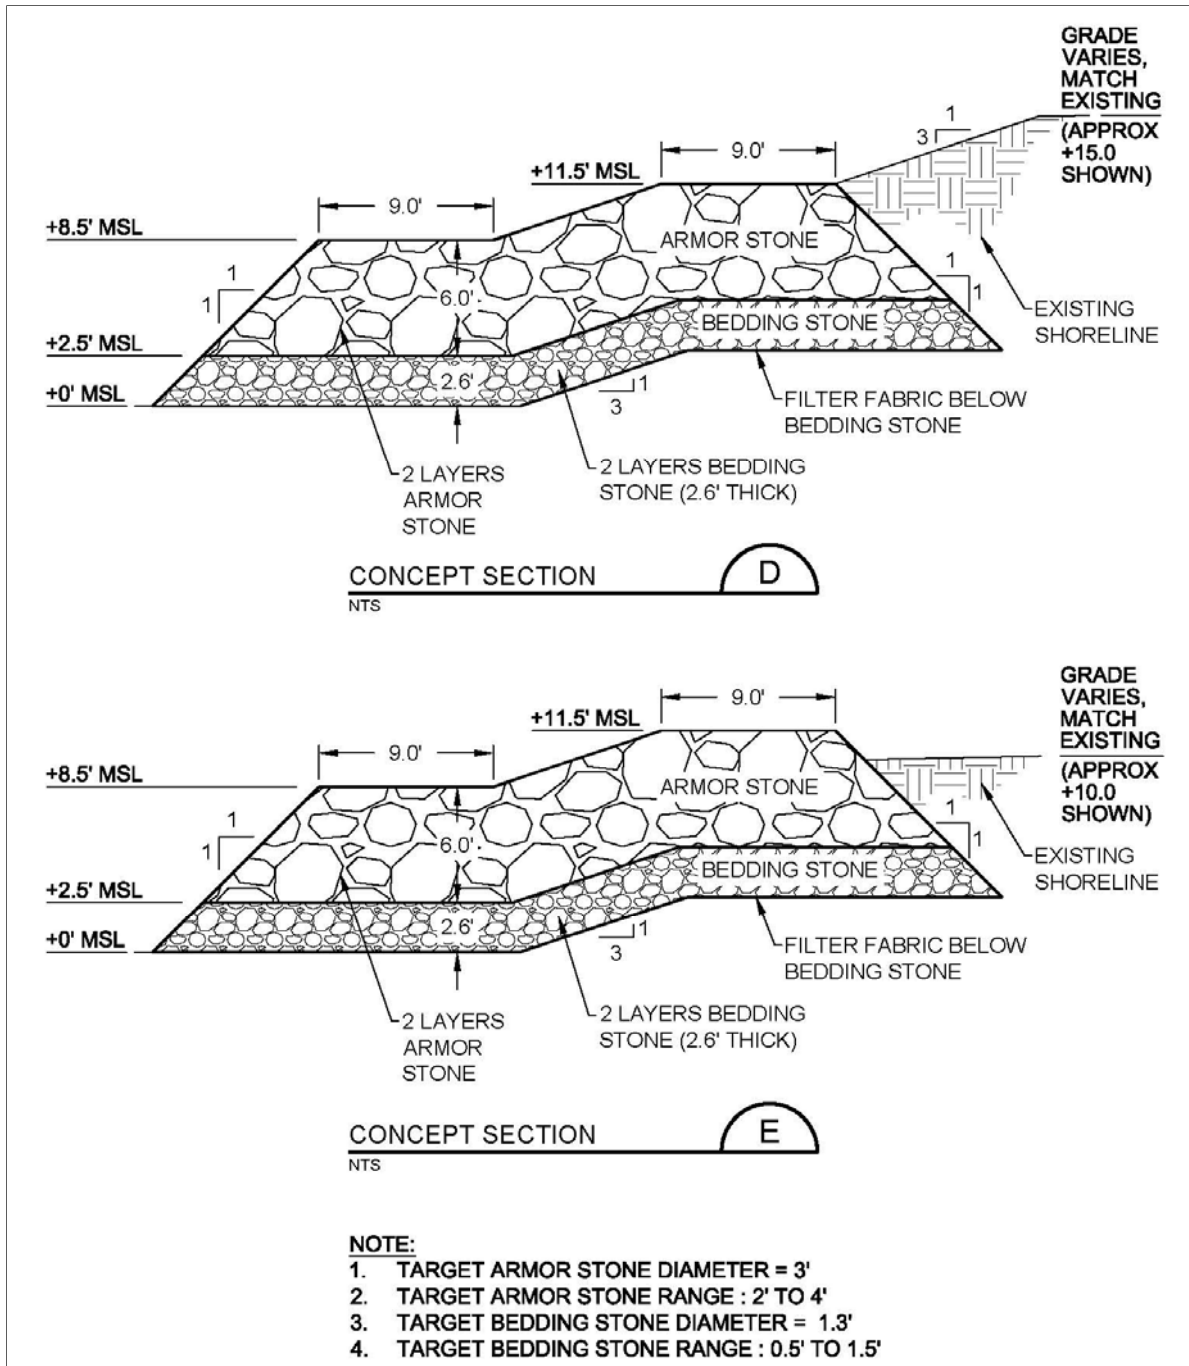 GRADE
VARIES,
MATCH
EXISTING
(APPROX
+15.0
SHOWN)
1
3
9.0'
+11.5' MSL
9.0'
+8.5' MSL
ARMOR STONE
1
1
6.0'
1
1
EXISTING
SHORELINE
BEDDING STONE
+2.5' MSL
2.6'
+0' MSL
1
3
FILTER FABRIC BELOW
BEDDING STONE
2 LAYERS
ARMOR
STONE
2 LAYERS BEDDING
STONE (2.6' THICK)
CONCEPT SECTION
D
NTS
GRADE
VARIES,
MATCH
EXISTING
(APPROX
+10.0
SHOWN)
9.0'
+11.5' MSL
9.0'
+8.5' MSL
ARMOR STONE
1
1
6.0'
1
1
EXISTING
SHORELINE
BEDDING STONE
+2.5' MSL
2.6'
+0' MSL
1
3
FILTER FABRIC BELOW
BEDDING STONE
2 LAYERS
ARMOR
STONE
2 LAYERS BEDDING
STONE (2.6' THICK)
CONCEPT SECTION
E
NTS
NOTE:
1. TARGET ARMOR STONE DIAMETER = 3'
2. TARGET ARMOR STONE RANGE : 2' TO 4'
3. TARGET BEDDING STONE DIAMETER = 1.3'
4. TARGET BEDDING STONE RANGE : 0.5' TO 1.5'